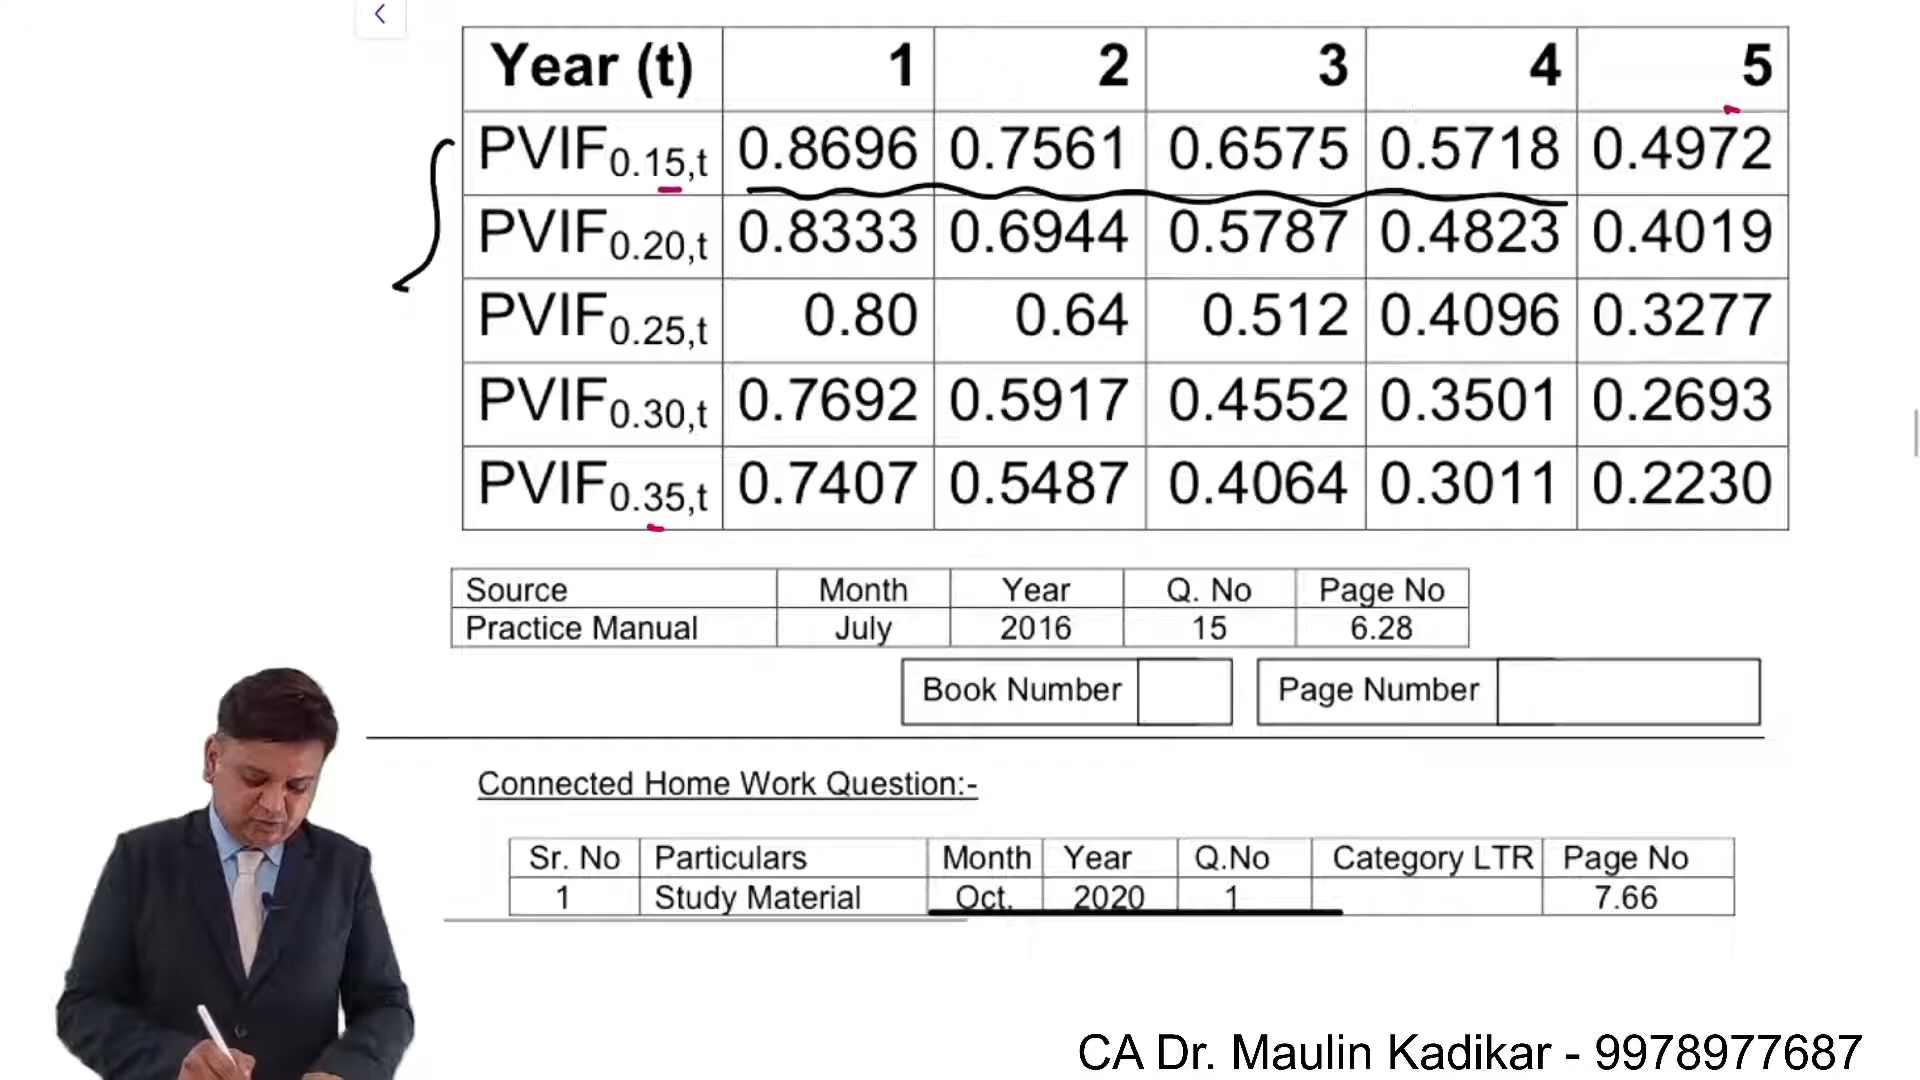 Year (t) 1 2 3 4 5
PVIF0.15,t 0.8696 0.7561 0.6575 0.5718 0.4972
PVIF0.20,t 0.8333 0.6944 0.5787 0.4823 0.4019
PVIF0.25,t 0.80 0.64 0.512 0.4096 0.3277
PVIF0.30,t 0.7692 0.5917 0.4552 0.3501 0.2693
PVIF0.35,t 0.7407 0.5487 0.4064 0.3011 0.2230
Source Month Year Q. No Page No
Practice Manual July 2016 15 6.28
Book Number Page Number
Connected Home Work Question:-
Sr. No Particulars Month Year Q.No Category LTR Page No
1 Study Material Oct. 2020 1 7.66
CA Dr. Maulin Kadikar - 9978977687